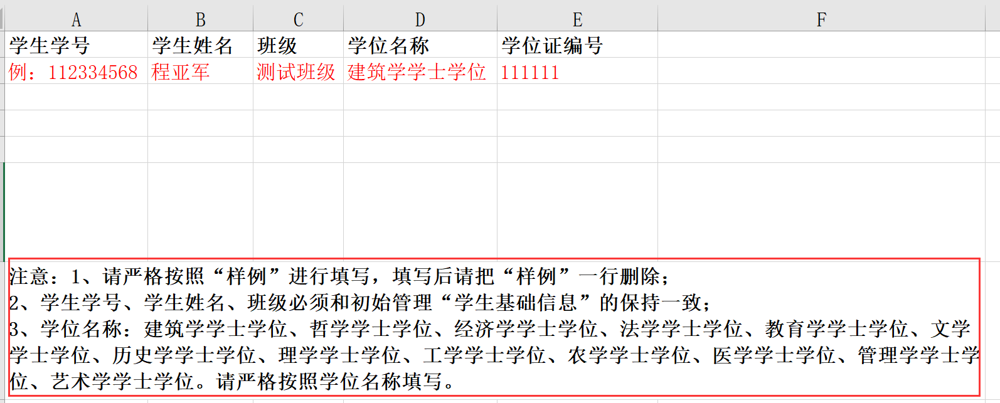 A B C D E F
学生学号 学生姓名 班级 学位名称 学位证编号
例：112334568 程亚军 测试班级 建筑学学士学位 111111
注意：1、请严格按照“样例”进行填写，填写后请把“样例”一行删除；
2、学生学号、学生姓名、班级必须和初始管理“学生基础信息”的保持一致；
3、学位名称：建筑学学士学位、哲学学士学位、经济学学士学位、法学学士学位、教育学学士学位、文学
学士学位、历史学学士学位、理学学士学位、工学学士学位、农学学士学位、医学学士学位、管理学学士学
位、艺术学学士学位。请严格按照学位名称填写。